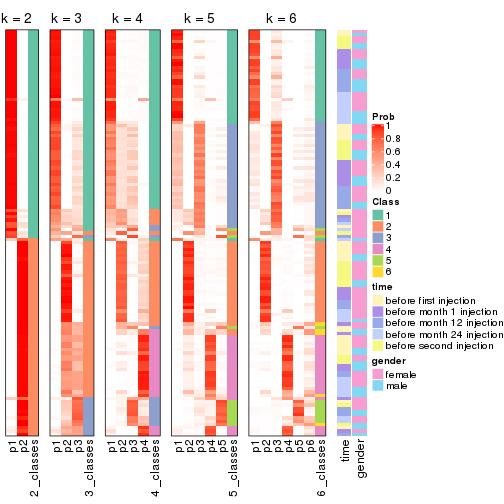 k = 2
k = 3
k = 4
k = 5
k = 6
Prob
1
0.8
0.6
0.4
0.2
0
Class
1
2
3
4
5
6
time
before first injection
before month 1 injection
before month 12 injection
before month 24 injection
before second injection
gender
female
male
p1
p2
2_classes
p1
p2
p3
3_classes
p1
p2
p3
p4
4_classes
p1
p2
p3
p4
p5
5_classes
p1
p2
p3
p4
p5
p6
6_classes
time
gender